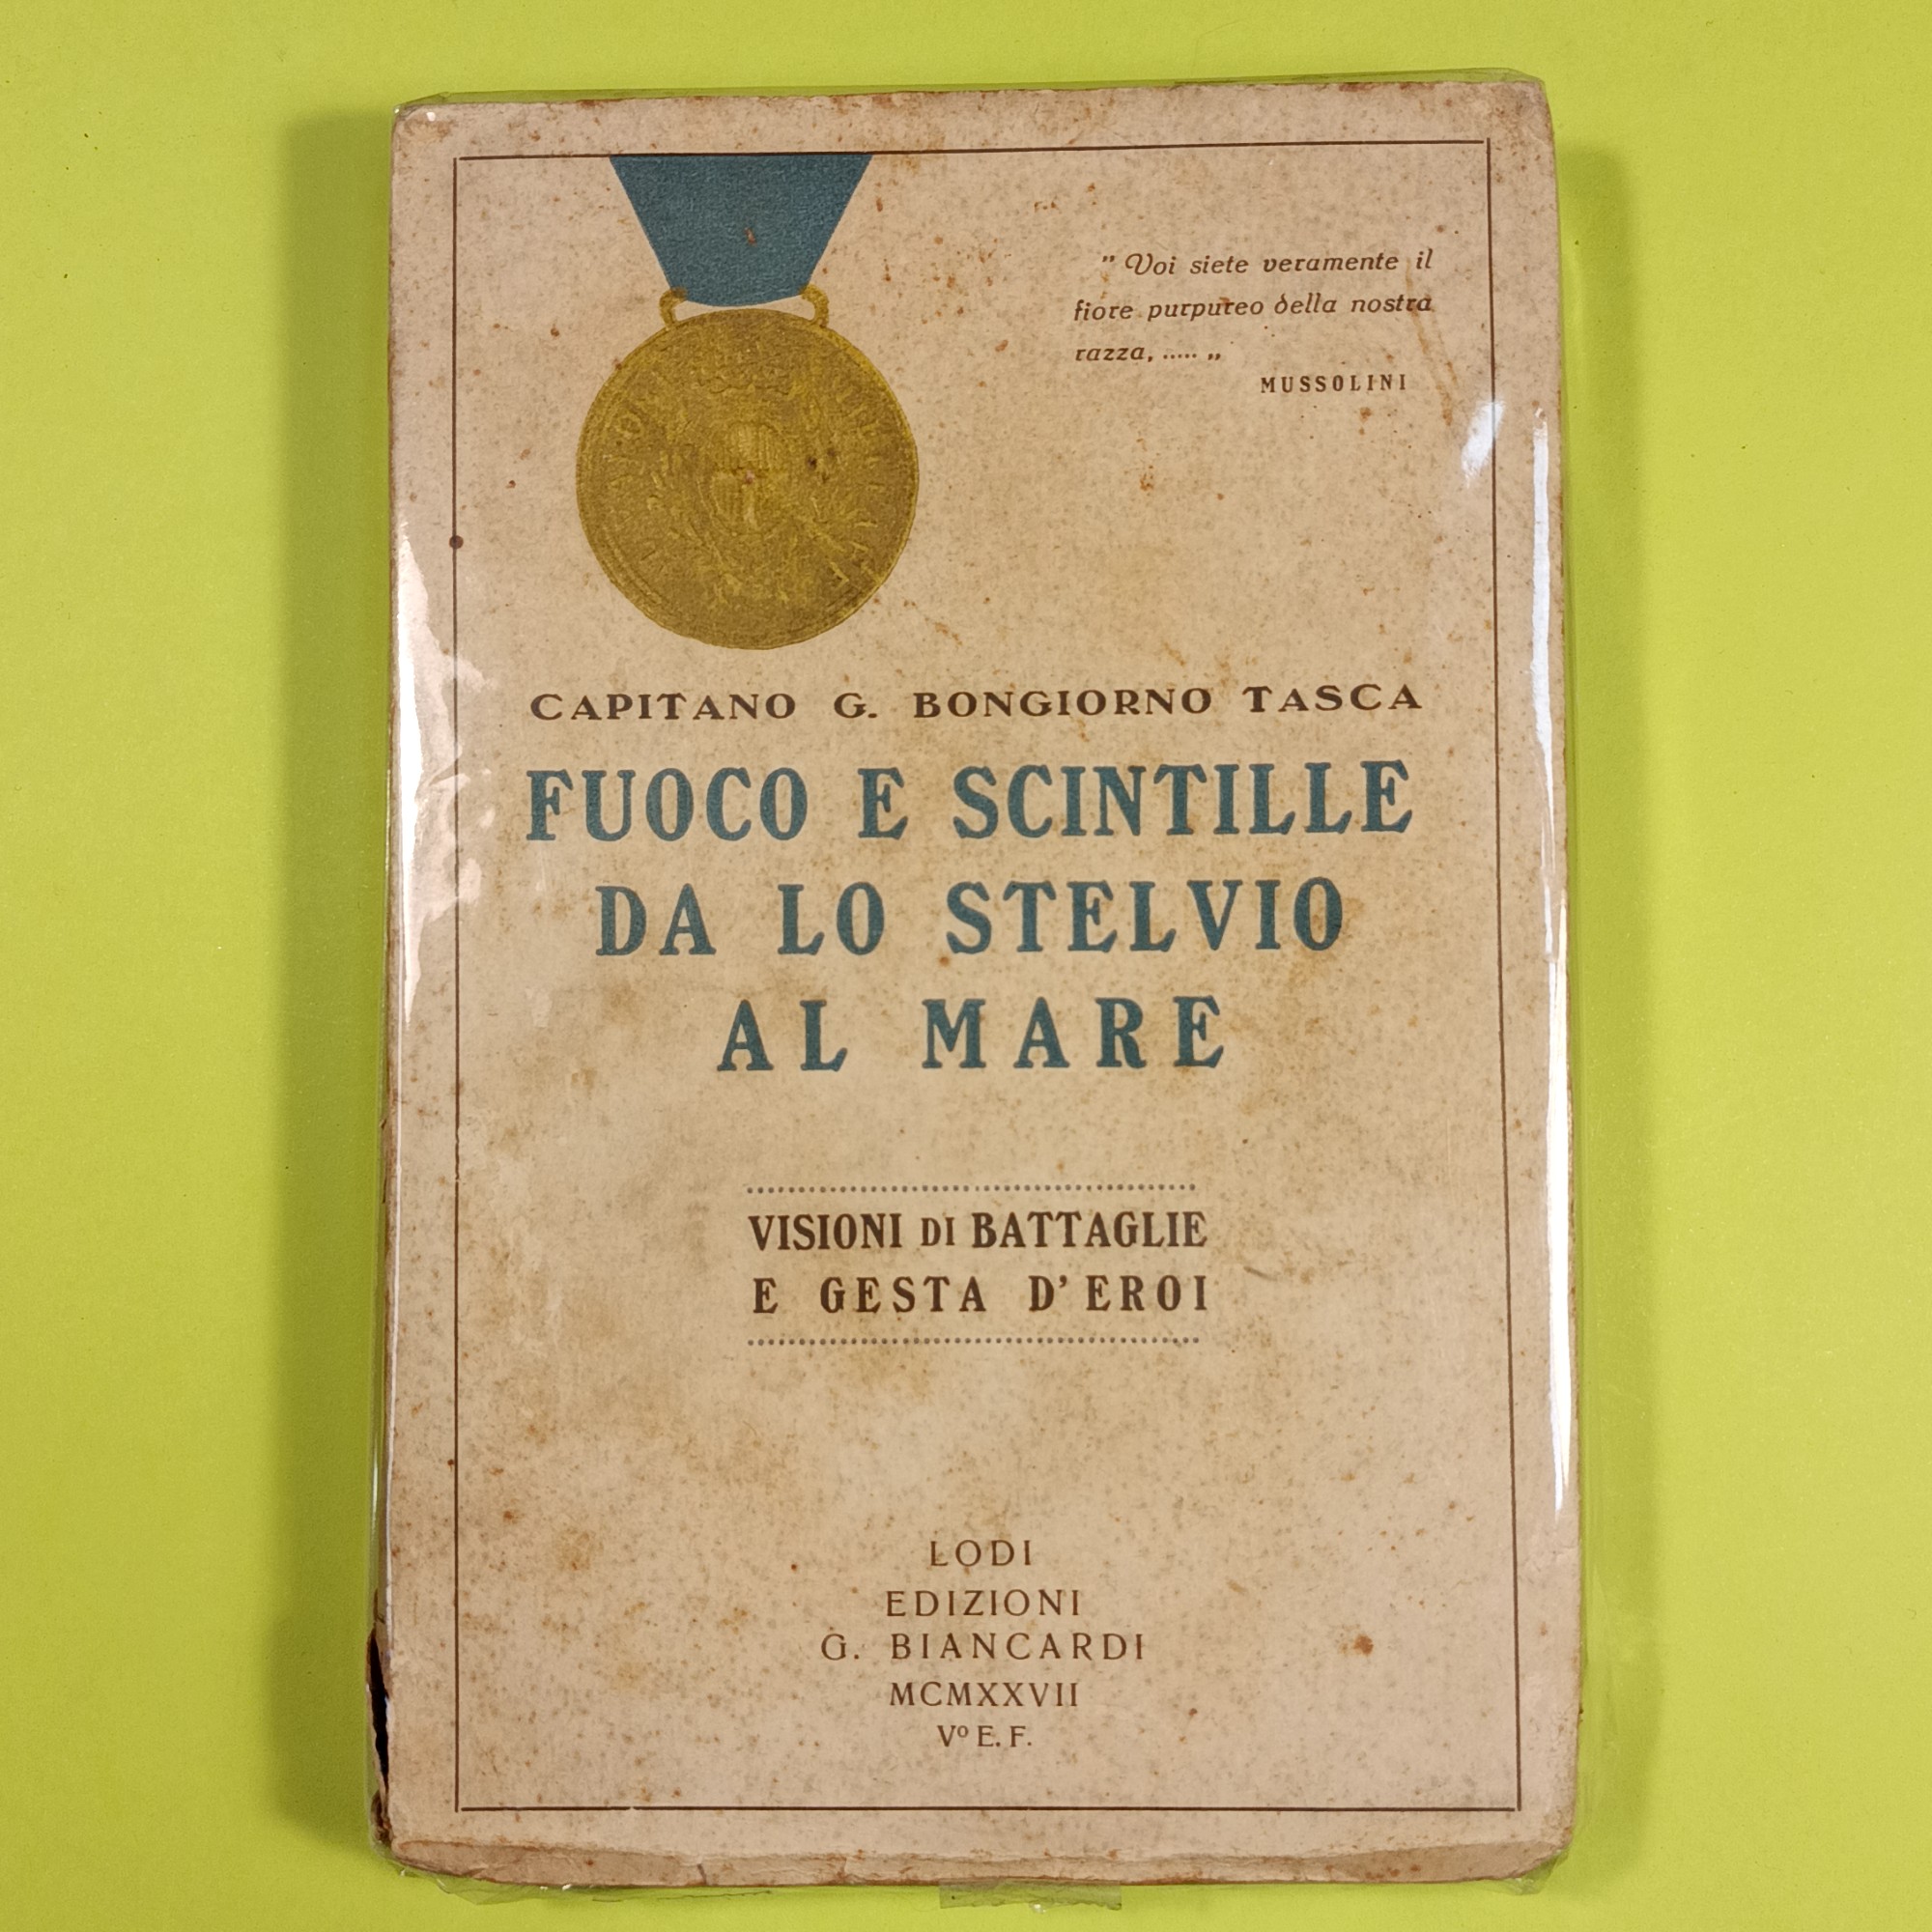 " Voi siete veramente il
fiore purpureo della nostra
razza, ..... „
MUSSOLINI
CAPITANO G. BONGIORNO TASCA
FUOCO E SCINTILLE
DA LO STELVIO
AL MARE
VISIONI DI BATTAGLIE
E GESTA D'EROI
LODI
EDIZIONI
G. BIANCARDI
MCMXXVII
Vº E. F.